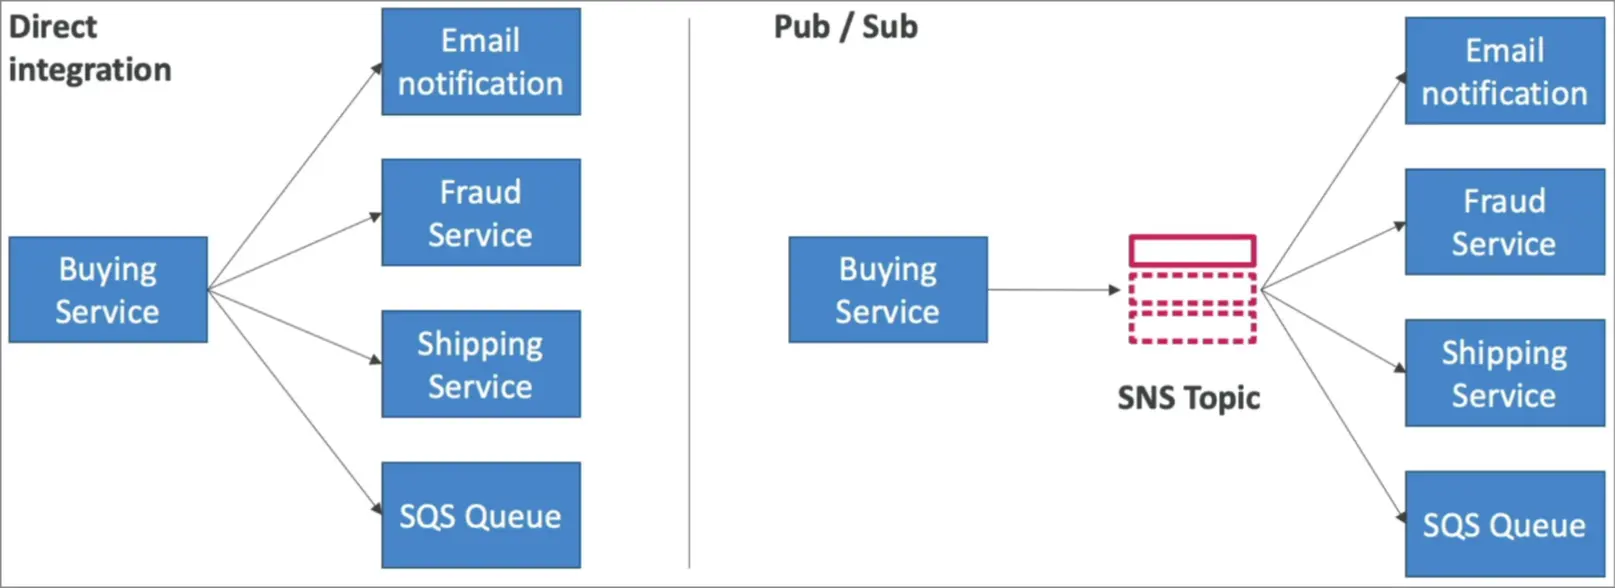 Direct
integration
Email
notification
Fraud
Service
Buying
Service
Shipping
Service
SQS Queue
Pub / Sub
Buying
Service
SNS Topic
Email
notification
Fraud
Service
Shipping
Service
SQS Queue